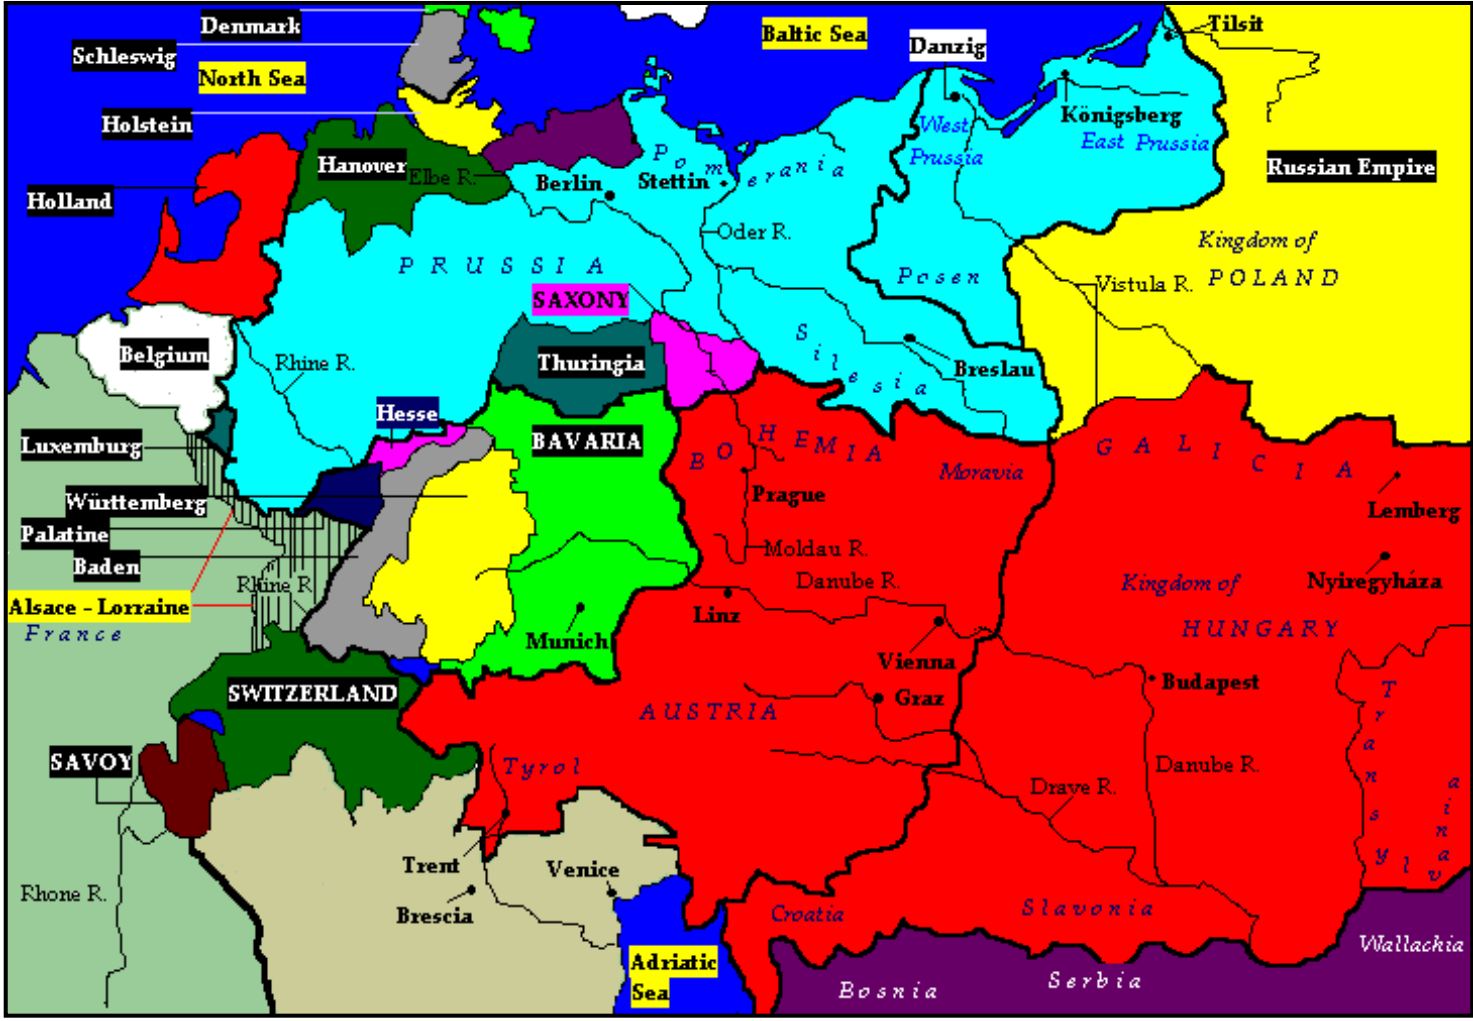 Denmark
Schleswig
North Sea
Holstein
Baltic Sea
Danzig
Tilsit
Königsberg
West
Prussia
East Prussia
Russian Empire
Hanover
Elbe R.
Holland
Berlin
Stettin
Pomerania
Oder R.
PRUSSIA
Posen
Kingdom of
POLAND
Vistula R.
SAXONY
Belgium
Rhine R.
Thuringia
Silesia
Breslau
Hesse
BAVARIA
Luxemburg
BOHEMIA
Moravia
GALICIA
Prague
Lemberg
Württemberg
Palatine
Baden
Moldau R.
Danube R.
Nyiregyháza
Rhine R
Alsace - Lorraine
France
Linz
Kingdom of
HUNGARY
Munich
Vienna
SWITZERLAND
Graz
Budapest
AUSTRIA
Transylvania
SAVOY
Tyrol
Drave R.
Danube R.
Rhone R.
Trent
Venice
Brescia
Croatia
Slavonia
Wallachia
Adriatic
Sea
Bosnia
Serbia